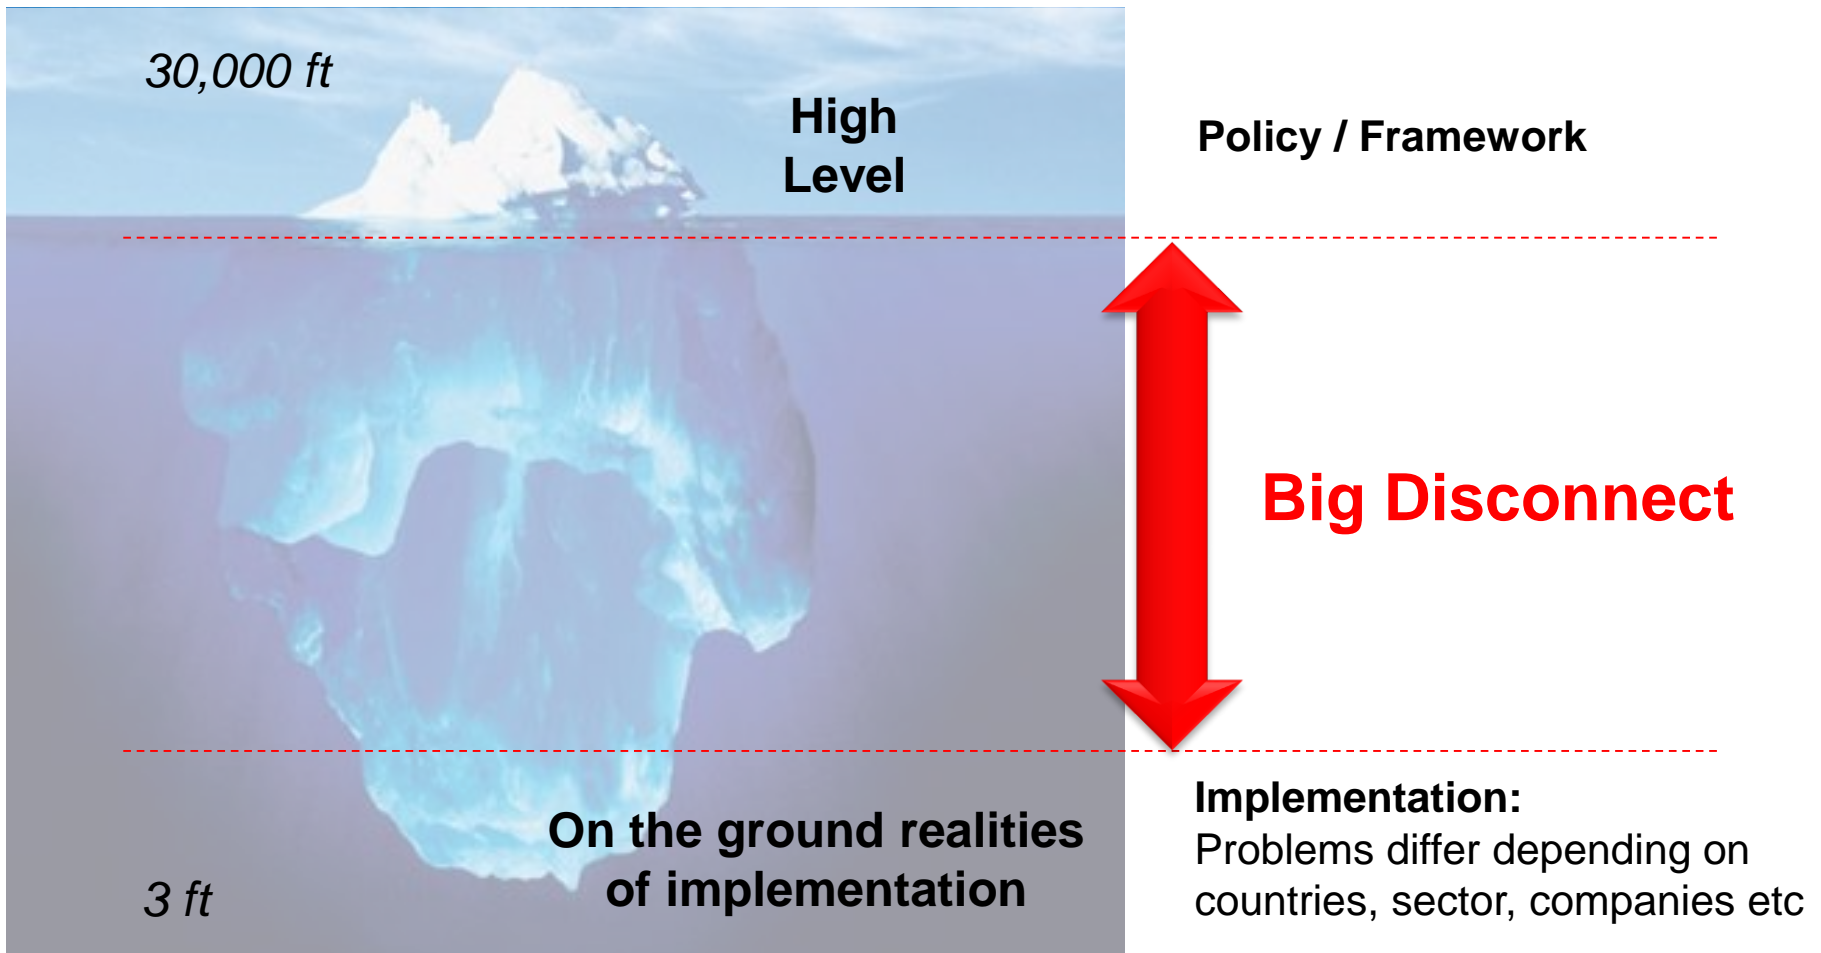 30,000 ft
High
Level
Policy / Framework
Big Disconnect
Implementation:
Problems differ depending on
countries, sector, companies etc
On the ground realities
of implementation
3 ft